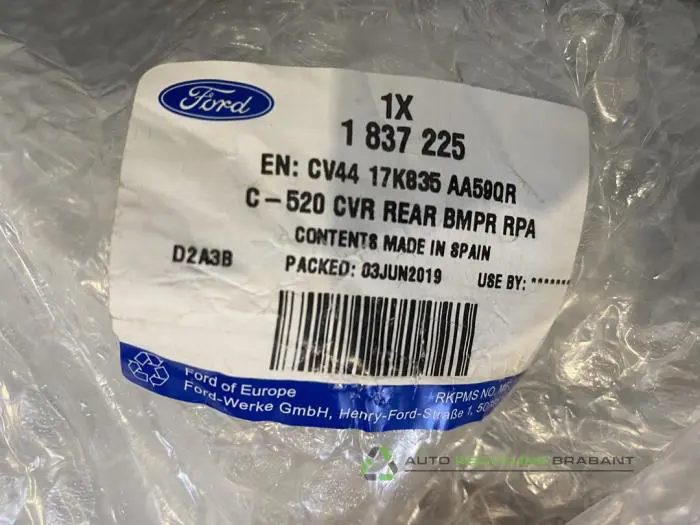 Ford
1X
1 837 225
EN: CV44 17K835 AA59QR
C-520 CVR REAR BMPR RPA
CONTENTS MADE IN SPAIN
D2A3B PACKED: 03JUN2019 USE BY: *******
Ford of Europe
Ford-Werke GmbH, Henry-Ford-Straße 1,
RKPMS NO.
AUTO SOLUTIONS BRABANT